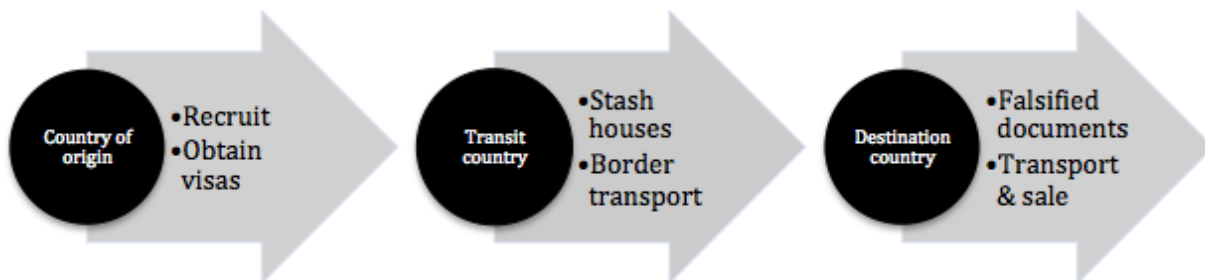 Country of
origin
•Recruit
•Obtain
visas
Transit
country
•Stash
houses
•Border
transport
Destination
country
•Falsified
documents
•Transport
& sale